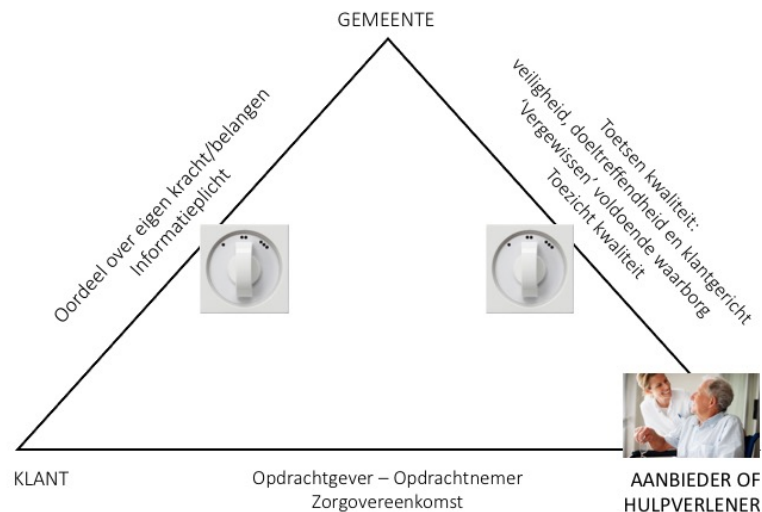 GEMEENTE
Oordeel over eigen kracht/belangen
Informatieplicht
Toetsen kwaliteit:
veiligheid, doeltreffendheid en klantgericht
‘Vergewissen’ voldoende waarborg
Toezicht kwaliteit
KLANT
Opdrachtgever – Opdrachtnemer
Zorgovereenkomst
AANBIEDER OF
HULPVERLENER